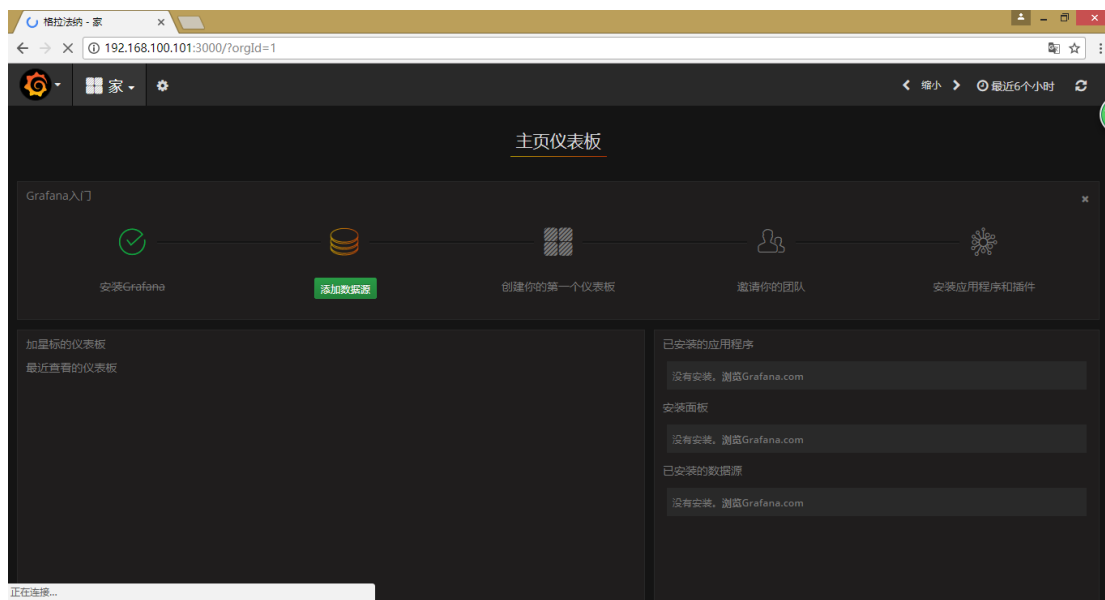 格拉法纳 - 家
192.168.100.101:3000/?orgId=1
家
缩小
最近6个小时
主页仪表板
Grafana入门
安装Grafana
添加数据源
创建你的第一个仪表板
邀请你的团队
安装应用程序和插件
加星标的仪表板
最近查看的仪表板
已安装的应用程序
没有安装。浏览Grafana.com
安装面板
没有安装。浏览Grafana.com
已安装的数据源
没有安装。浏览Grafana.com
正在连接...